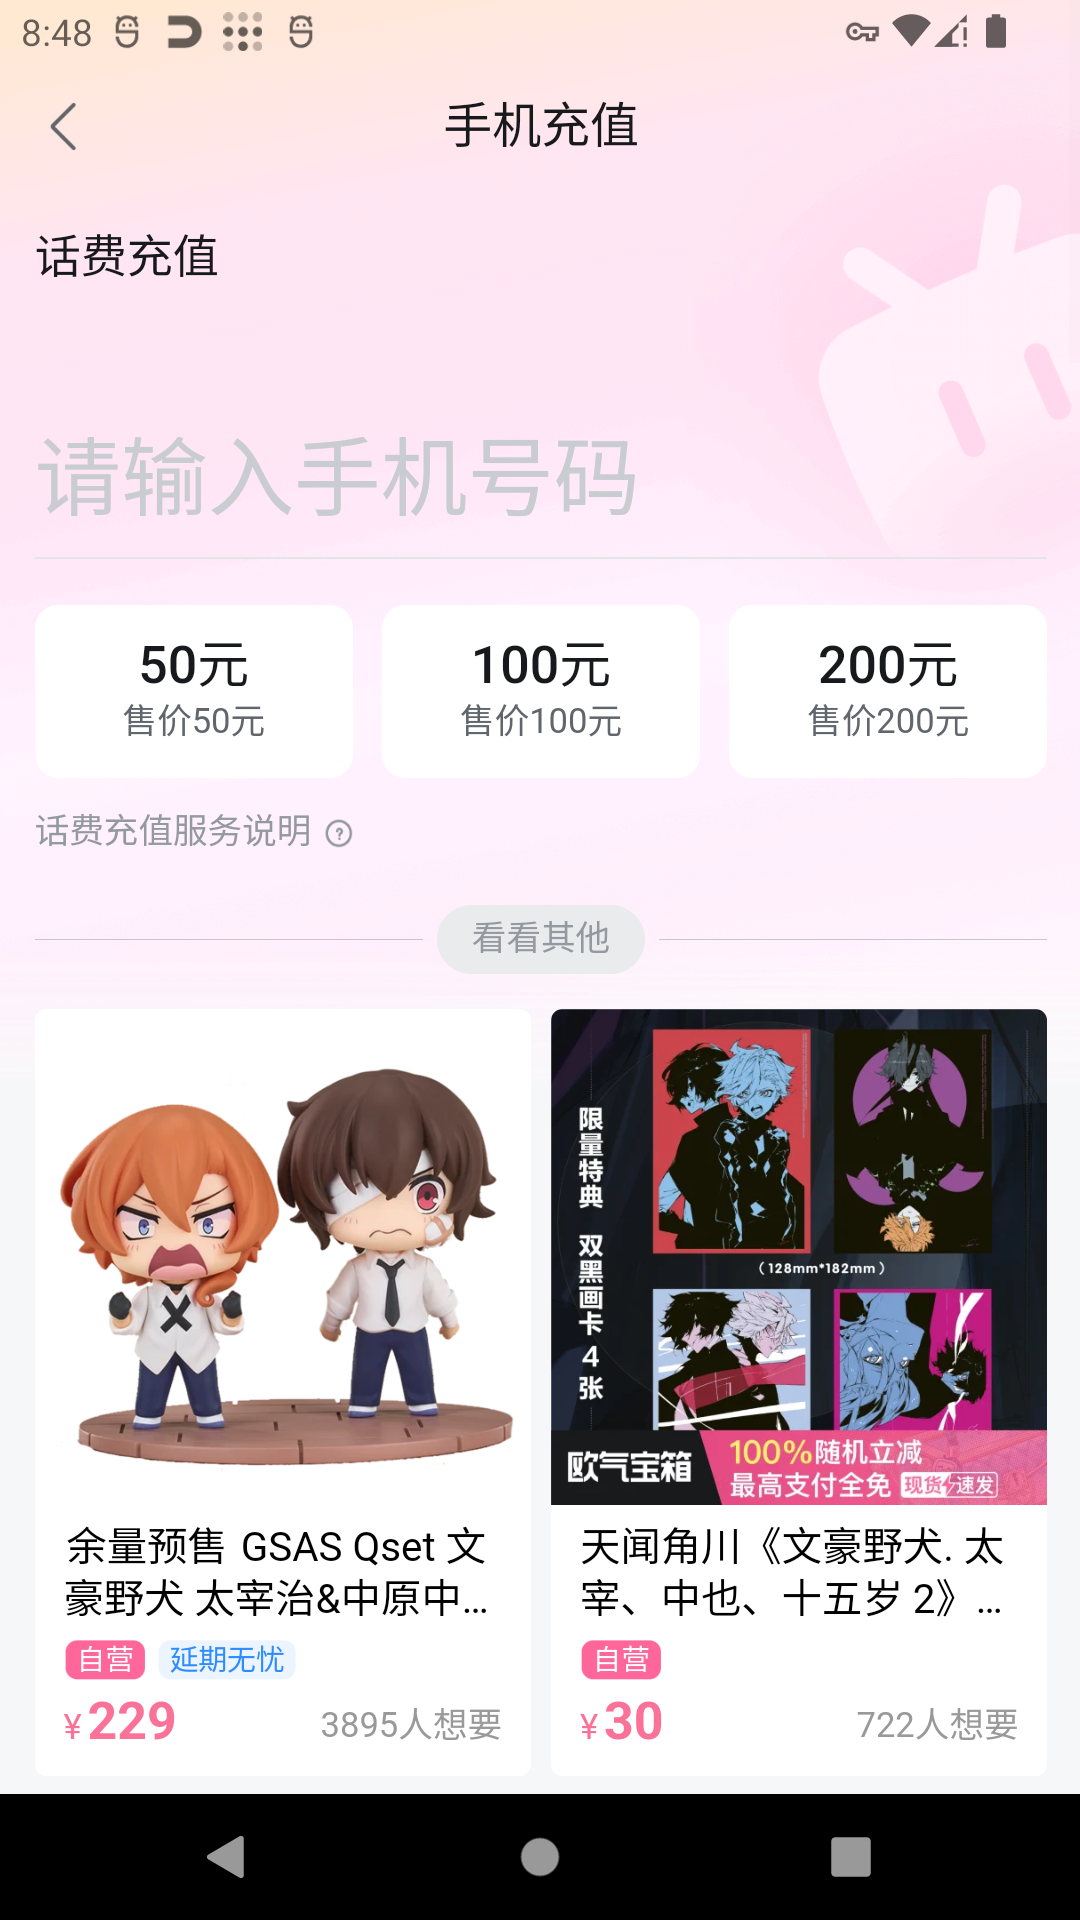 8:48
手机充值
话费充值
请输入手机号码
50元
售价50元
100元
售价100元
200元
售价200元
话费充值服务说明
看看其他
限量特典 双黑画卡4张
（128mm*182mm）
欧气宝箱
100%随机立减
最高支付全免 现货速发
余量预售 GSAS Qset 文
豪野犬 太宰治&中原中...
自营 延期无忧
¥229
3895人想要
天闻角川《文豪野犬. 太
宰、中也、十五岁 2》...
自营
¥30
722人想要